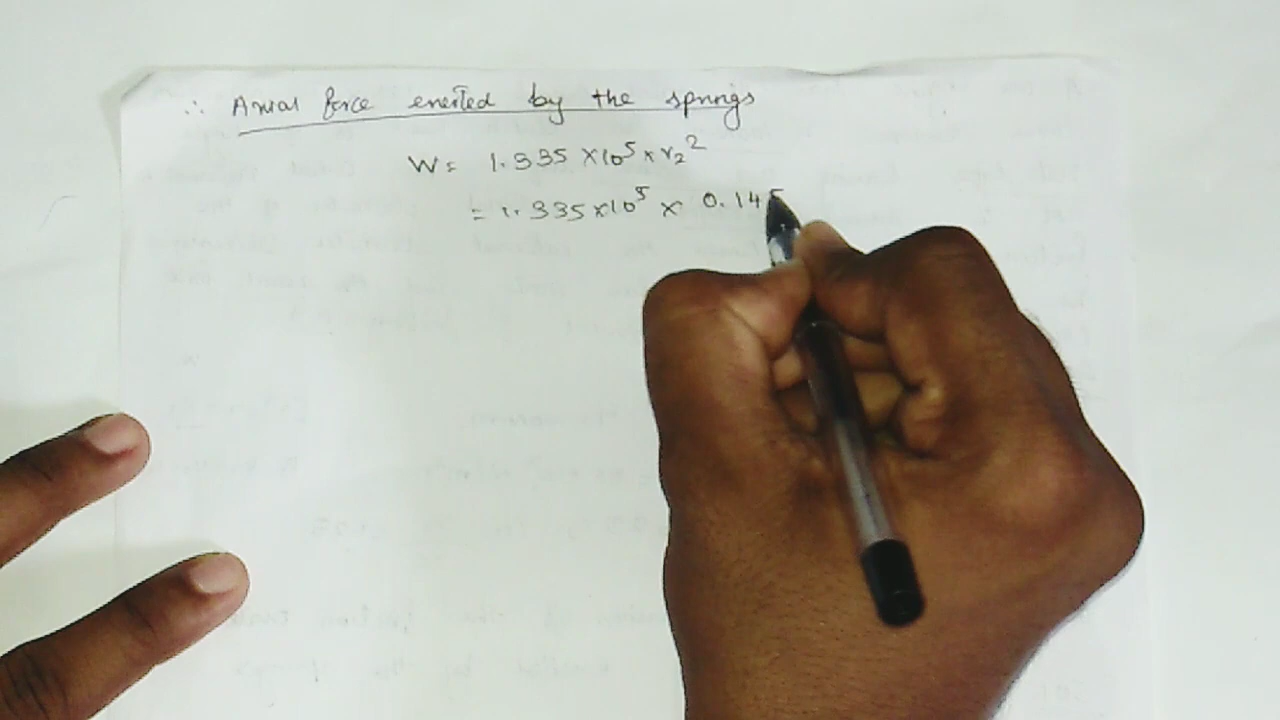 ∴ Axial force exerted by the springs
W = 1.335 ×10⁵ × r₂²
= 1.335×10⁵ × 0.145